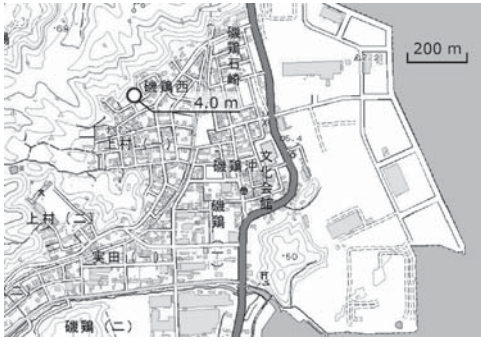 磯鶏石崎
200 m
磯鶏西
4.0 m
上村(一)
磯鶏沖
文化会館
上村(二)
磯鶏
実田
磯鶏(二)